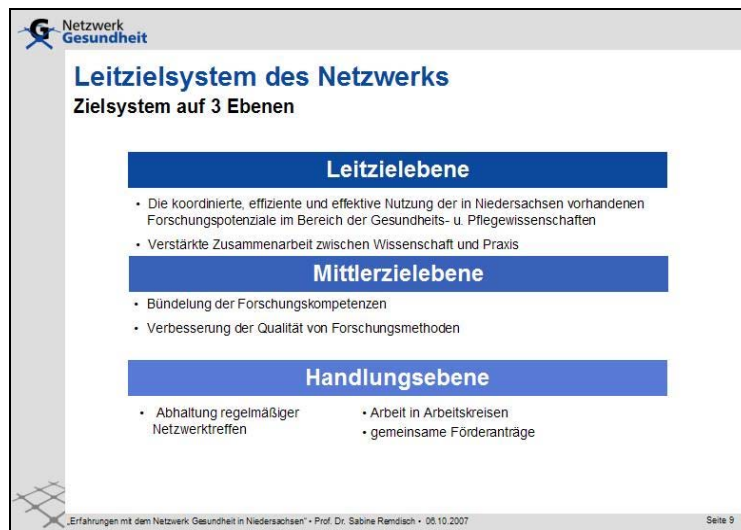 Netzwerk
Gesundheit
Leitzielsystem des Netzwerks
Zielsystem auf 3 Ebenen
Leitzielebene
• Die koordinierte, effiziente und effektive Nutzung der in Niedersachsen vorhandenen
Forschungspotenziale im Bereich der Gesundheits- u. Pflegewissenschaften
• Verstärkte Zusammenarbeit zwischen Wissenschaft und Praxis
Mittlerzielebene
• Bündelung der Forschungskompetenzen
• Verbesserung der Qualität von Forschungsmethoden
Handlungsebene
• Abhaltung regelmäßiger
Netzwerktreffen
• Arbeit in Arbeitskreisen
• gemeinsame Förderanträge
„Erfahrungen mit dem Netzwerk Gesundheit in Niedersachsen“ • Prof. Dr. Sabine Remdisch • 06.10.2007
Seite 9